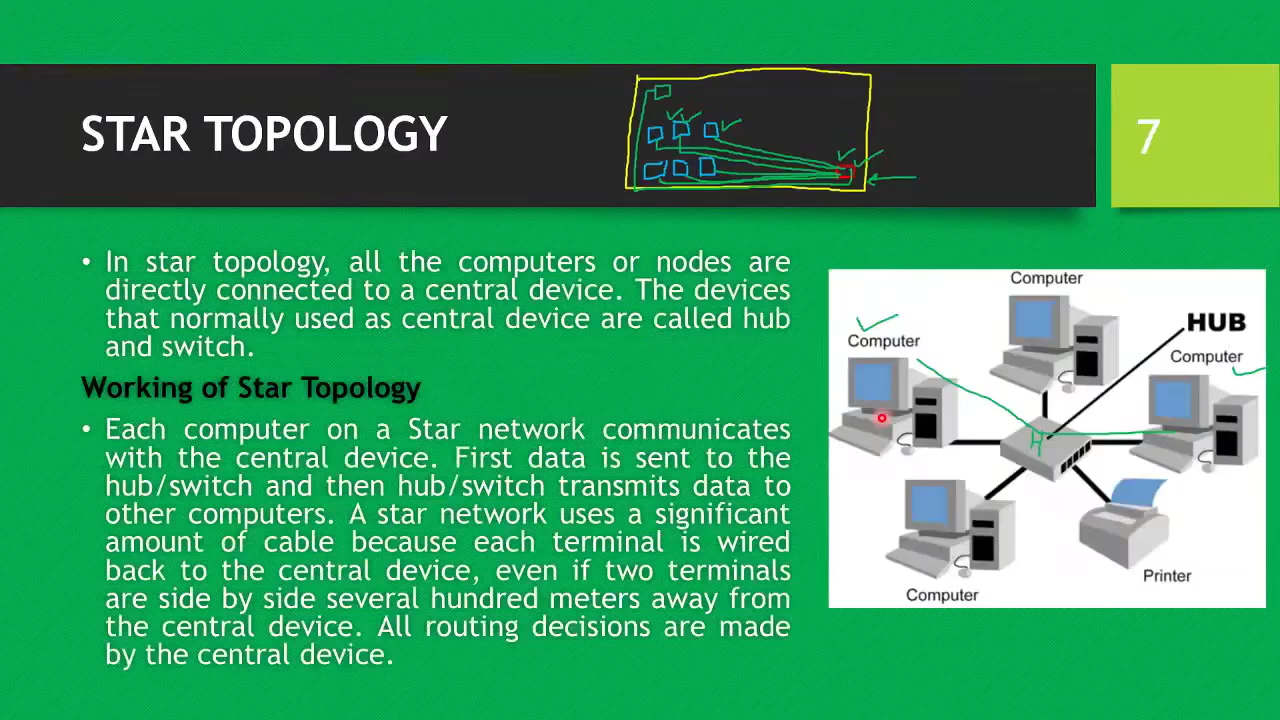 STAR TOPOLOGY
7
• In star topology, all the computers or nodes are
directly connected to a central device. The devices
that normally used as central device are called hub
and switch.
Working of Star Topology
• Each computer on a Star network communicates
with the central device. First data is sent to the
hub/switch and then hub/switch transmits data to
other computers. A star network uses a significant
amount of cable because each terminal is wired
back to the central device, even if two terminals
are side by side several hundred meters away from
the central device. All routing decisions are made
by the central device.
Computer
HUB
Computer
Computer
H
Printer
Computer